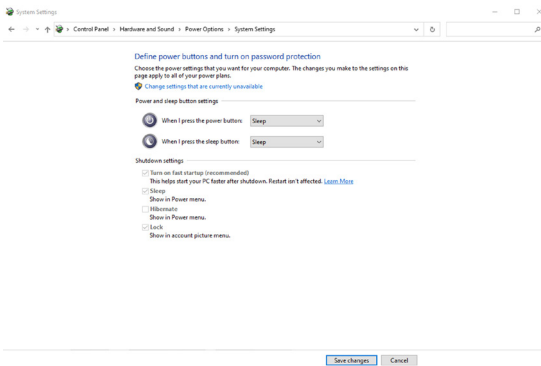 System Settings
Control Panel > Hardware and Sound > Power Options > System Settings
Define power buttons and turn on password protection
Choose the power settings that you want for your computer. The changes you make to the settings on this
page apply to all of your power plans.
Change settings that are currently unavailable
Power and sleep button settings
When I press the power button: Sleep
When I press the sleep button: Sleep
Shutdown settings
Turn on fast startup (recommended)
This helps start your PC faster after shutdown. Restart isn't affected. Learn More
Sleep
Show in Power menu.
Hibernate
Show in Power menu.
Lock
Show in account picture menu.
Save changes Cancel